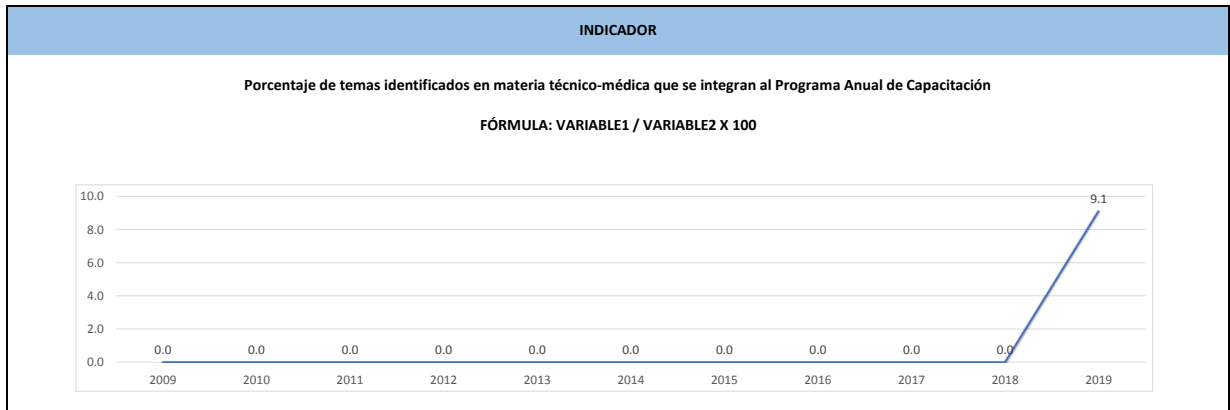 INDICADOR
Porcentaje de temas identificados en materia técnico-médica que se integran al Programa Anual de Capacitación
FÓRMULA: VARIABLE1 / VARIABLE2 X 100
10.0
8.0
6.0
4.0
2.0
0.0
0.0 0.0 0.0 0.0 0.0 0.0 0.0 0.0 0.0 0.0 9.1
2009 2010 2011 2012 2013 2014 2015 2016 2017 2018 2019